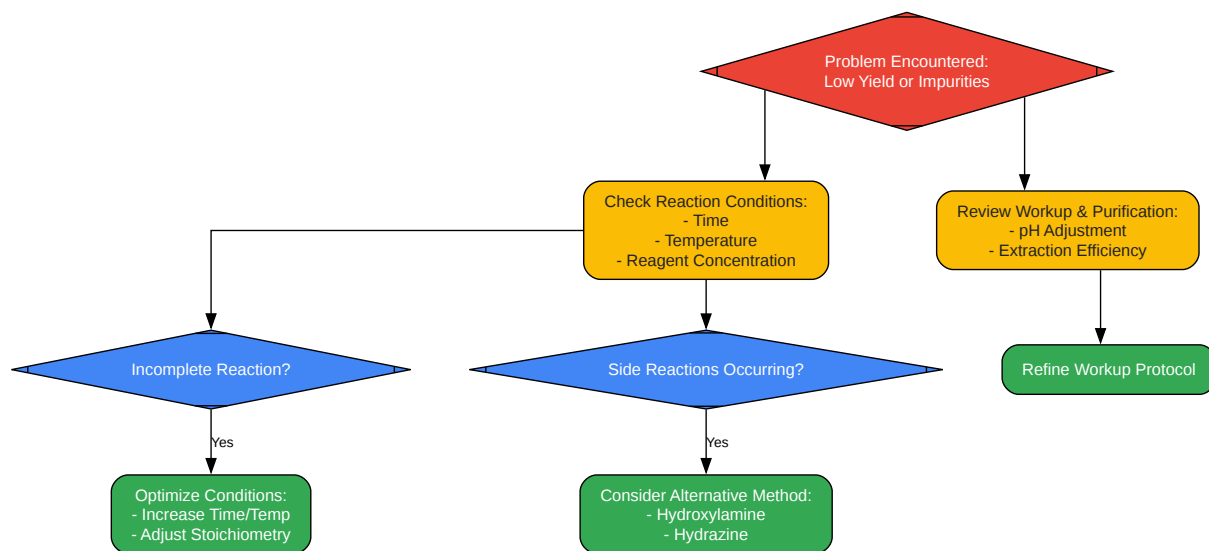 Problem Encountered:
Low Yield or Impurities
Check Reaction Conditions:
- Time
- Temperature
- Reagent Concentration
Review Workup & Purification:
- pH Adjustment
- Extraction Efficiency
Incomplete Reaction?
Side Reactions Occurring?
Refine Workup Protocol
Yes
Yes
Optimize Conditions:
- Increase Time/Temp
- Adjust Stoichiometry
Consider Alternative Method:
- Hydroxylamine
- Hydrazine